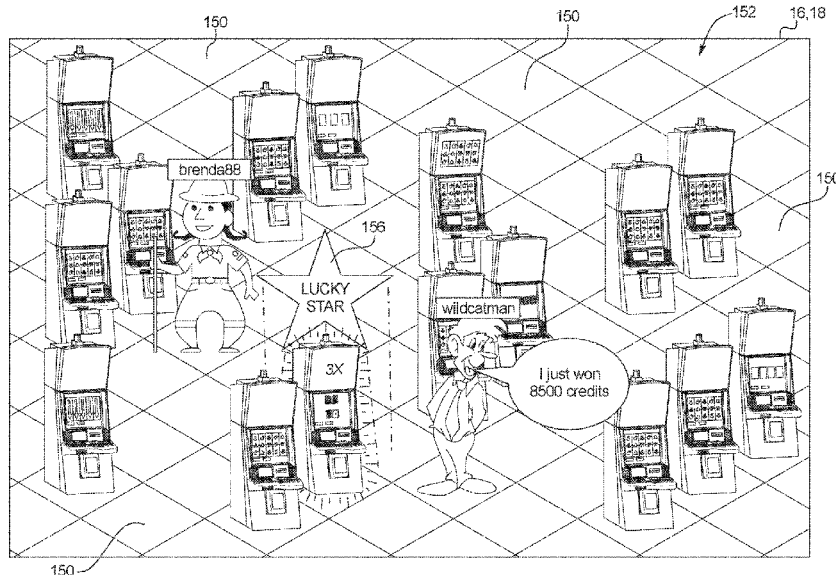 150
150
152
16,18
brenda88
150
156
LUCKY
STAR
wildcatman
3X
I just won
8500 credits
150